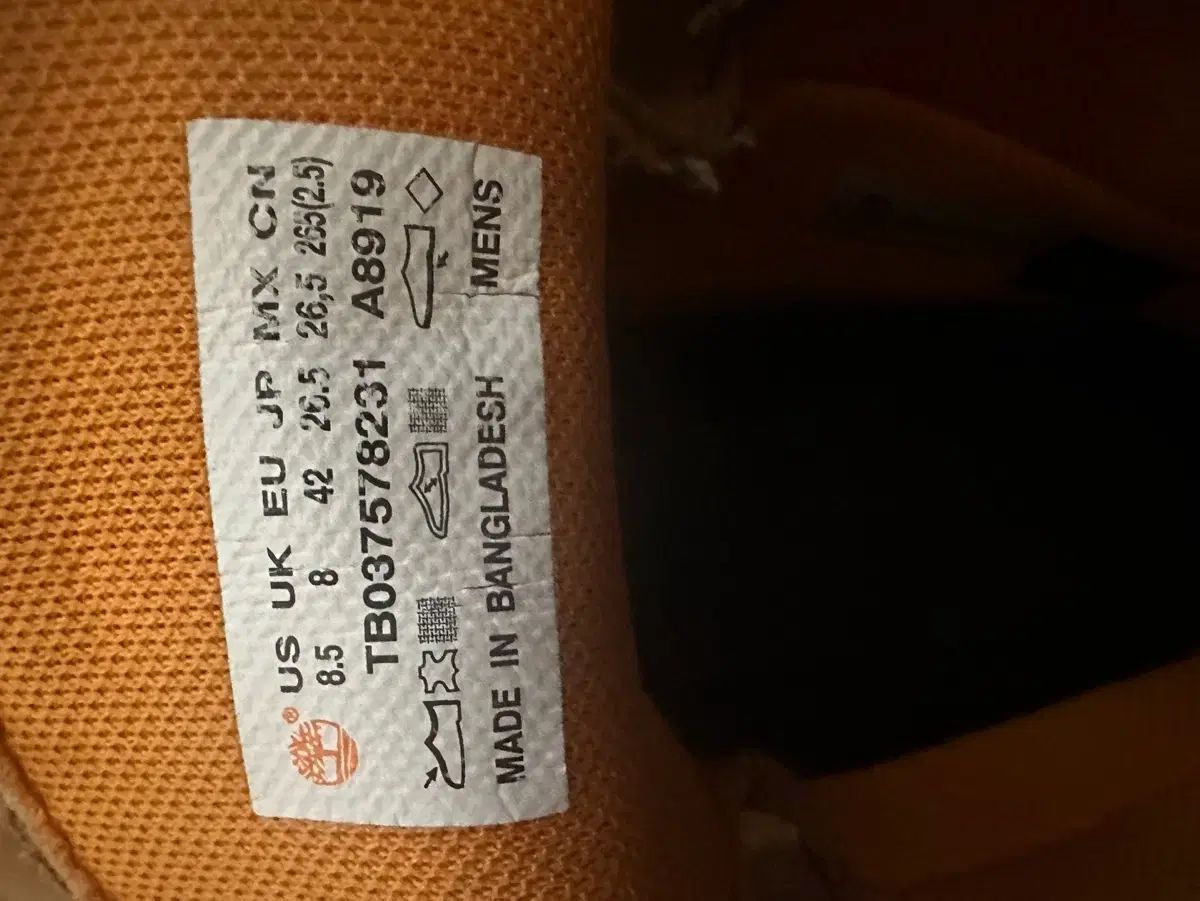 US UK EU JP MX CN
8.5 8 42 26.5 26,5 265(2.5)
TB0375578231 A8919
MADE IN BANGLADESH MENS
®